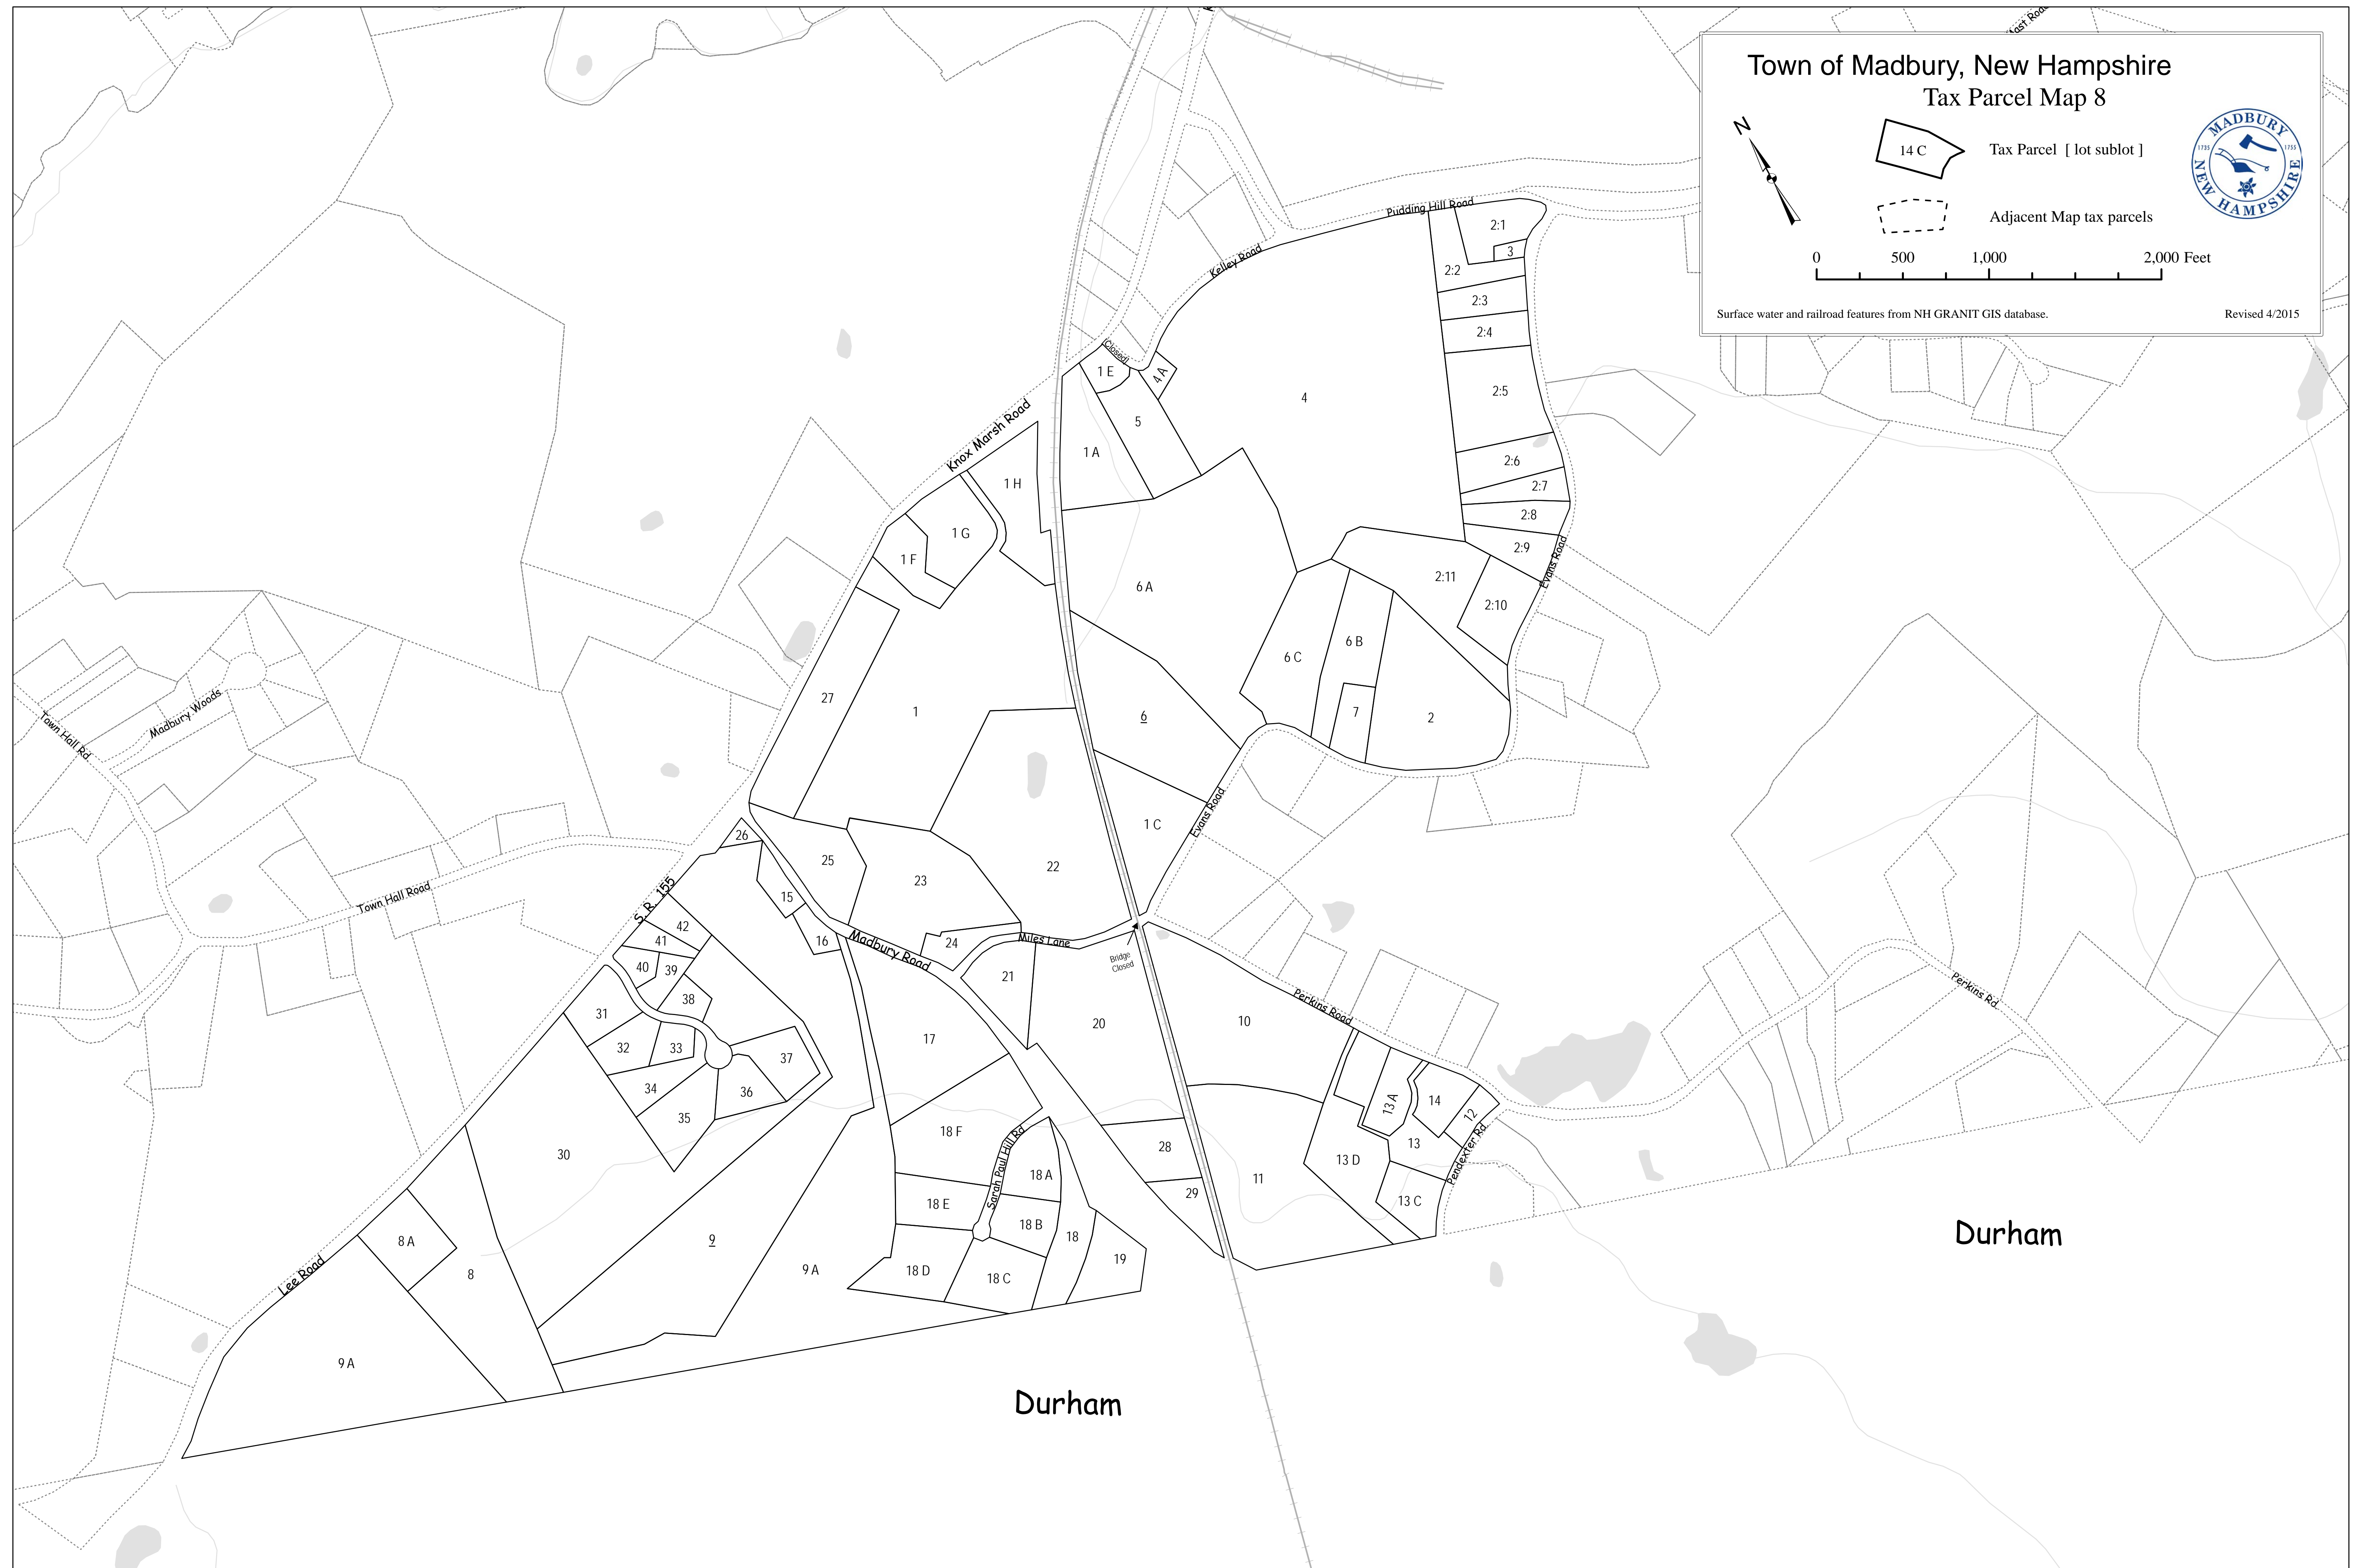 Mast Road
Town of Madbury, New Hampshire
Tax Parcel Map 8
N
14 C
Tax Parcel [ lot sublot ]
Adjacent Map tax parcels
MADBURY
NEW HAMPSHIRE
1735
1755
0 500 1,000 2,000 Feet
Surface water and railroad features from NH GRANIT GIS database.
Revised 4/2015
Pudding Hill Road
Kelley Road
2:1
3
2:2
2:3
2:4
(Closed)
1 E
4 A
4
2:5
5
1 A
Knox Marsh Road
1 H
2:6
2:7
2:8
1 G
1 F
2:9
Evans Road
6 A
2:11
2:10
6 B
6 C
27
1
6
7
2
Town Hall Rd
Madbury Woods
1 C
Evans Road
26
25
22
23
15
Town Hall Road
S. R. 155
42
41
16
Madbury Road
24
Miles Lane
Bridge
Closed
40
39
21
38
31
20
10
Perkins Road
Perkins Rd
32
33
17
37
34
36
35
13 A
14
12
18 F
Sarah Paul Hill Rd
28
13
Pendexter Rd
30
13 D
18 A
11
29
18 E
13 C
18 B
18
8 A
9
19
Lee Road
8
9 A
18 D
18 C
Durham
9 A
Durham